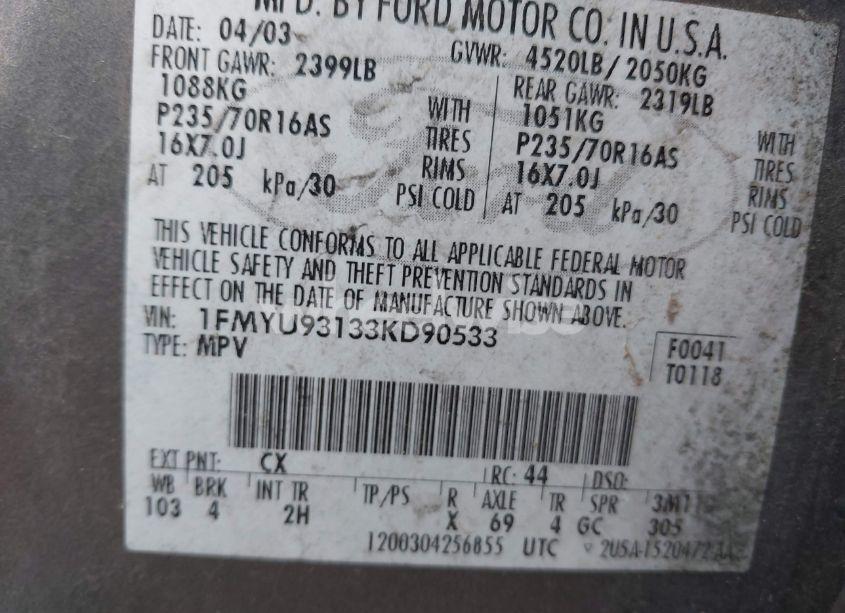 MFD. BY FORD MOTOR CO. IN U.S.A.
DATE: 04/03 GVWR: 4520LB/2050KG
FRONT GAWR: 2399LB REAR GAWR: 2319LB
1088KG WITH 1051KG WITH
P235/70R16AS TIRES P235/70R16AS TIRES
16X7.0J RIMS 16X7.0J RIMS
AT 205 kPa/30 PSI COLD AT 205 kPa/30 PSI COLD
THIS VEHICLE CONFORMS TO ALL APPLICABLE FEDERAL MOTOR
VEHICLE SAFETY AND THEFT PREVENTION STANDARDS IN
EFFECT ON THE DATE OF MANUFACTURE SHOWN ABOVE.
VIN: 1FMYU93133KD90533
TYPE: MPV
F0041
T0118
EXT PNT: CX RC: 44 DSO:
WB BRK INT TR TP/PS R AXLE TR SPR
103 4 2H X 69 4 GC 305
1200304256855 UTC